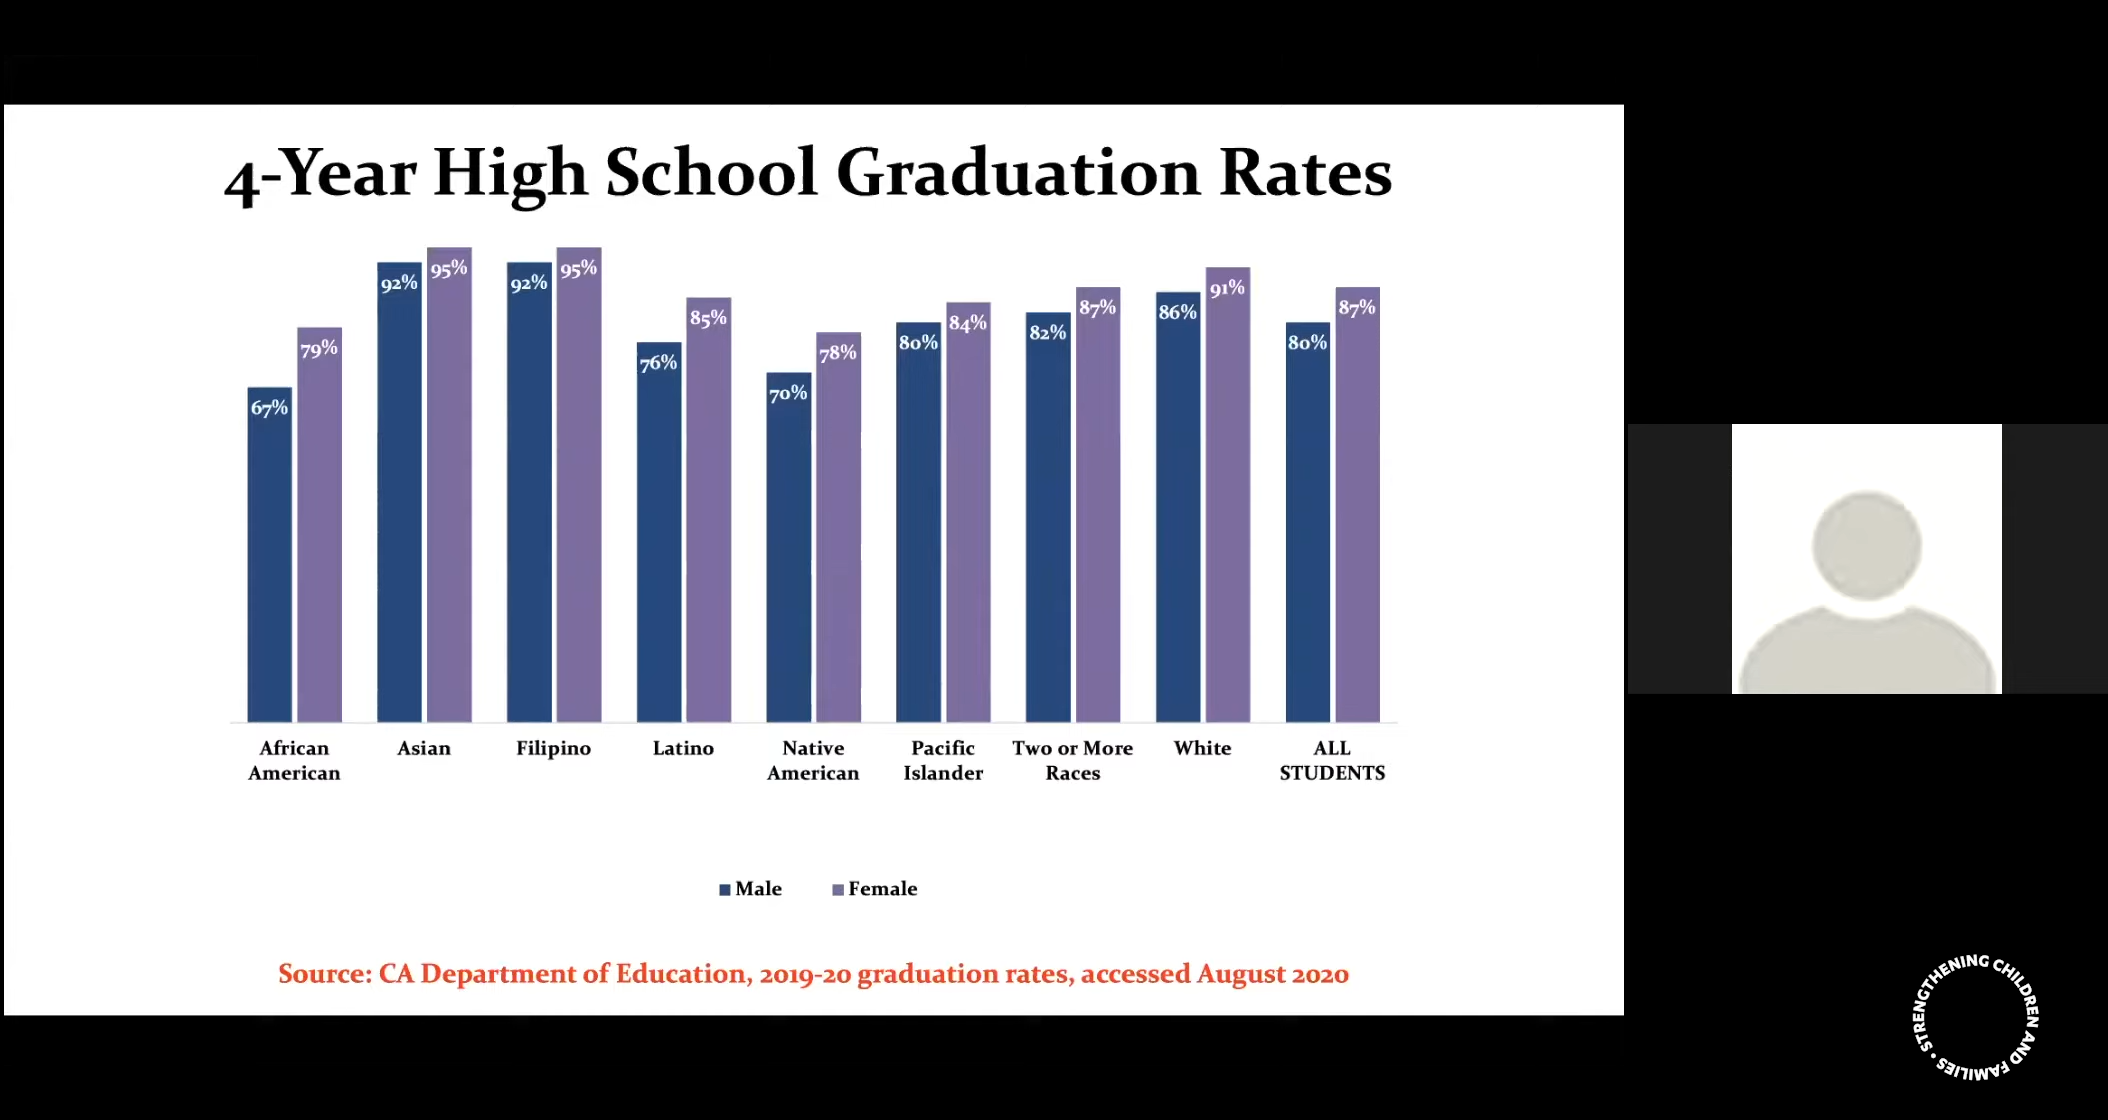 4-Year High School Graduation Rates
67%
79%
92%
95%
92%
95%
76%
85%
70%
78%
80%
84%
82%
87%
86%
91%
80%
87%
African
American
Asian
Filipino
Latino
Native
American
Pacific
Islander
Two or More
Races
White
ALL
STUDENTS
Male
Female
Source: CA Department of Education, 2019-20 graduation rates, accessed August 2020
STRENGTHENING CHILDREN AND FAMILIES •